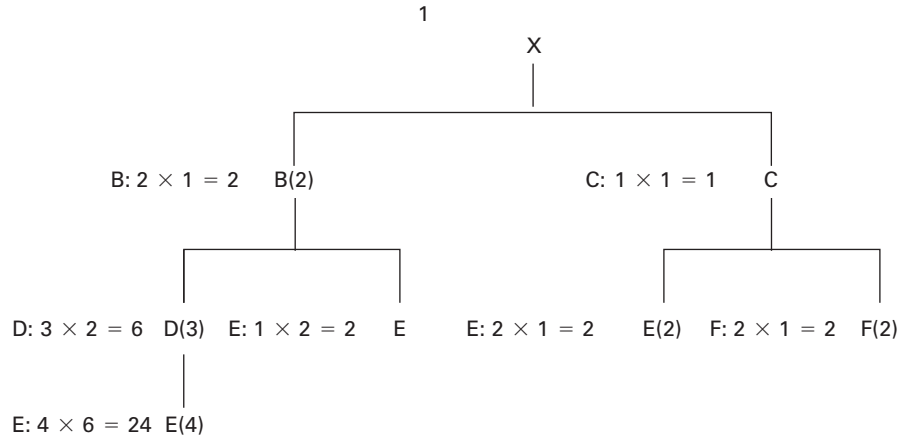 1
X
B: 2 × 1 = 2 B(2) C: 1 × 1 = 1 C
D: 3 × 2 = 6 D(3) E: 1 × 2 = 2 E E: 2 × 1 = 2 E(2) F: 2 × 1 = 2 F(2)
E: 4 × 6 = 24 E(4)